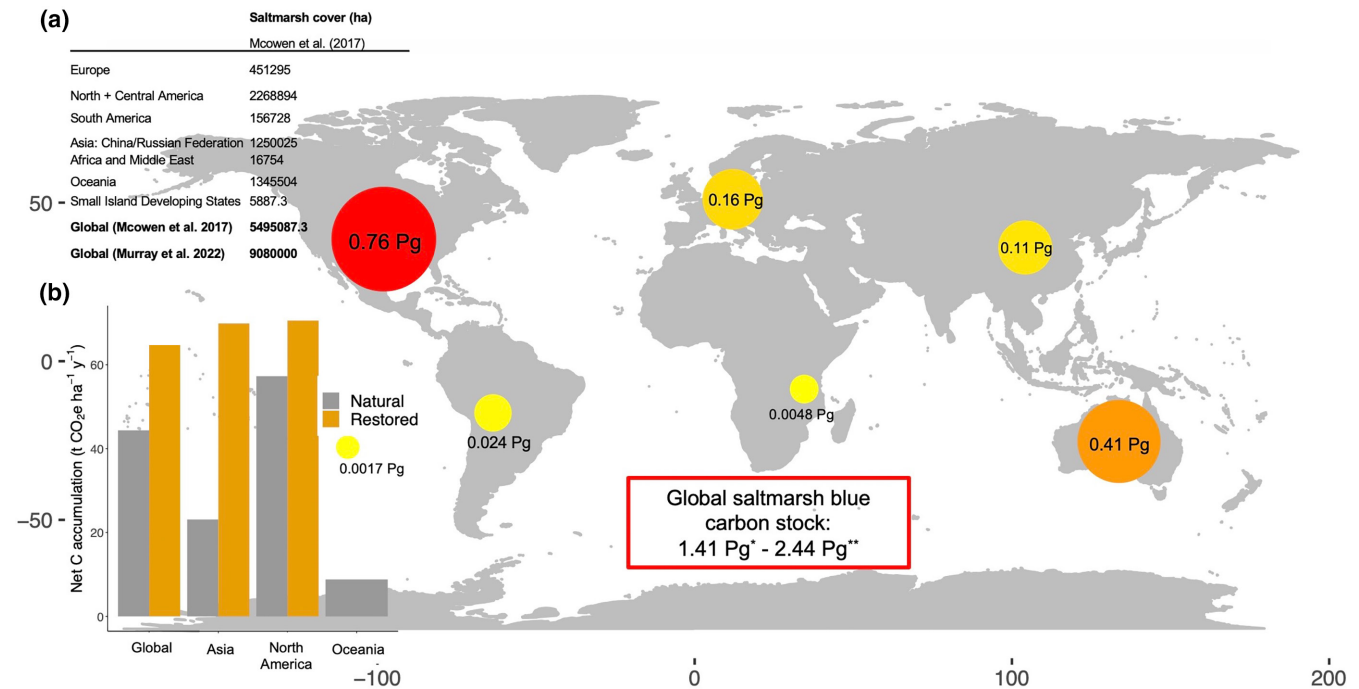 (a)
Saltmarsh cover (ha)
Mcowen et al. (2017)
Europe 451295
North + Central America 2268894
South America 156728
Asia: China/Russian Federation 1250025
Africa and Middle East 16754
Oceania 1345504
Small Island Developing States 5887.3
Global (Mcowen et al. 2017) 5495087.3
Global (Murray et al. 2022) 9080000
50
0
−50
−100
0
100
200
0.76 Pg
0.16 Pg
0.11 Pg
0.024 Pg
0.0048 Pg
0.41 Pg
0.0017 Pg
Global saltmarsh blue
carbon stock:
1.41 Pg* - 2.44 Pg**
(b)
Net C accumulation (t CO₂e ha⁻¹ y⁻¹)
60
40
20
0
Natural
Restored
Global
Asia
North
America
Oceania